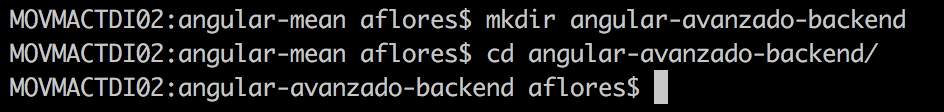 MOVMACTDI02:angular-mean aflores$ mkdir angular-avanzado-backend
MOVMACTDI02:angular-mean aflores$ cd angular-avanzado-backend/
MOVMACTDI02:angular-avanzado-backend aflores$